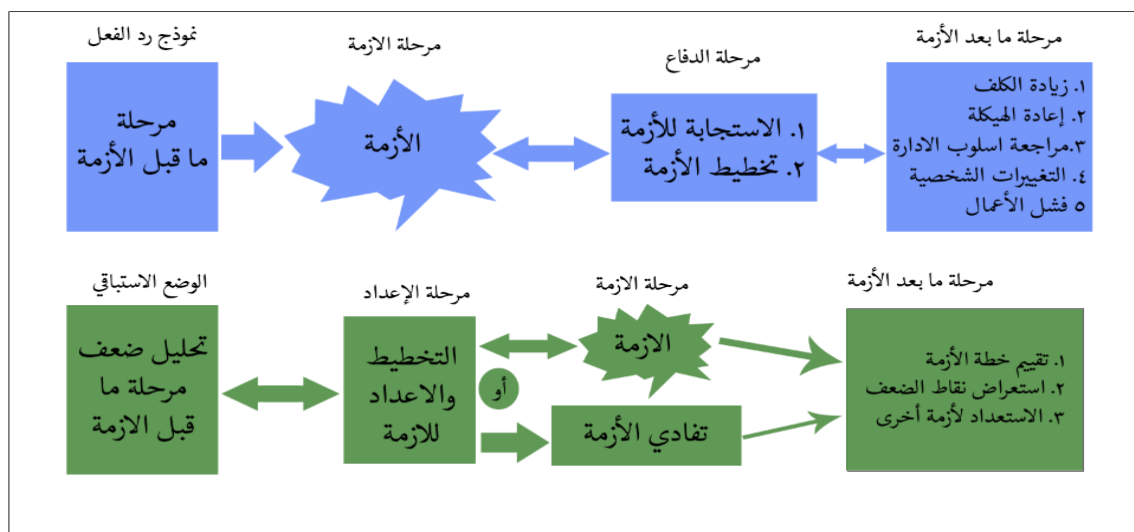 نموذج رد الفعل
مرحلة
ما قبل الأزمة
مرحلة الازمة
الأزمة
مرحلة الدفاع
١. الاستجابة للأزمة
٢. تخطيط الأزمة
مرحلة ما بعد الأزمة
١. زيادة الكلف
٢. إعادة الهيكلة
٣.مراجعة اسلوب الادارة
٤. التغييرات الشخصية
٥ فشل الأعمال
الوضع الاستباقي
تحليل ضعف
مرحلة ما
قبل الازمة
مرحلة الإعداد
التخطيط
والاعداد
للازمة
أو
مرحلة الازمة
الازمة
تفادي الأزمة
مرحلة ما بعد الأزمة
١. تقييم خطة الأزمة
٢. استعراض نقاط الضعف
٣. الاستعداد لأزمة أخرى